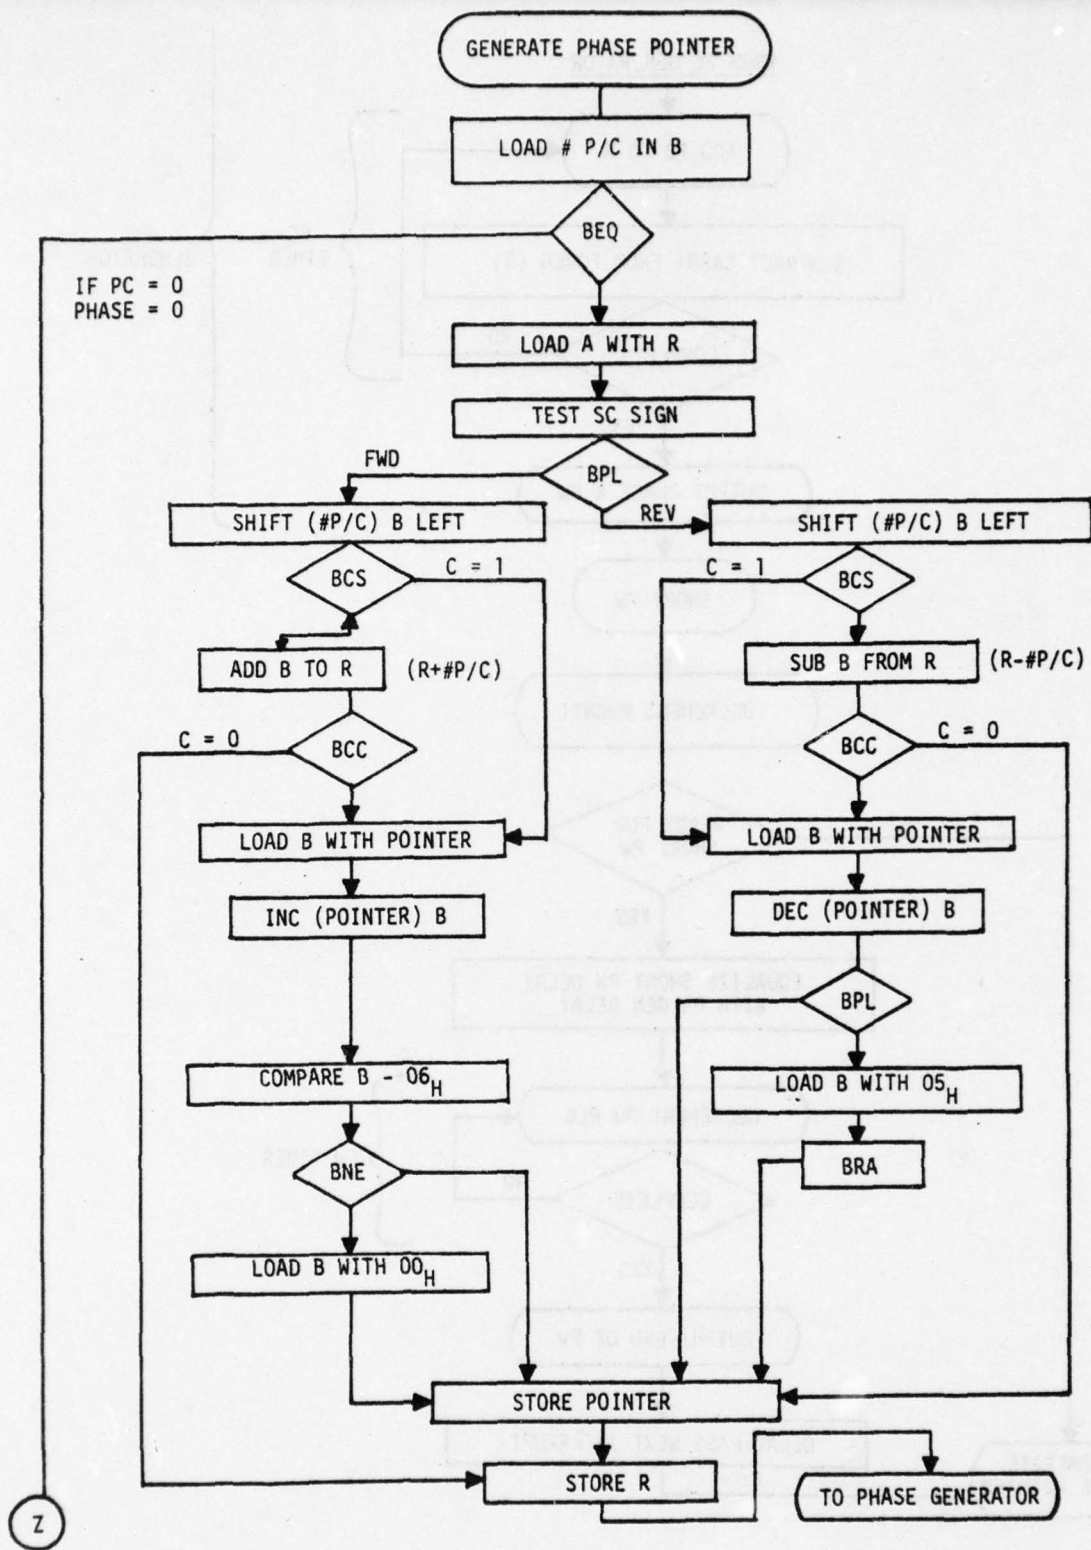 GENERATE PHASE POINTER
LOAD # P/C IN B
BEQ
IF PC = 0
PHASE = 0
LOAD A WITH R
TEST SC SIGN
BPL
FWD
REV
SHIFT (#P/C) B LEFT
SHIFT (#P/C) B LEFT
BCS
C = 1
C = 1
BCS
ADD B TO R
(R+#P/C)
SUB B FROM R
(R-#P/C)
C = 0
BCC
BCC
C = 0
LOAD B WITH POINTER
LOAD B WITH POINTER
INC (POINTER) B
DEC (POINTER) B
BPL
COMPARE B - 06H
LOAD B WITH 05H
BNE
BRA
LOAD B WITH 00H
STORE POINTER
STORE R
TO PHASE GENERATOR
Z